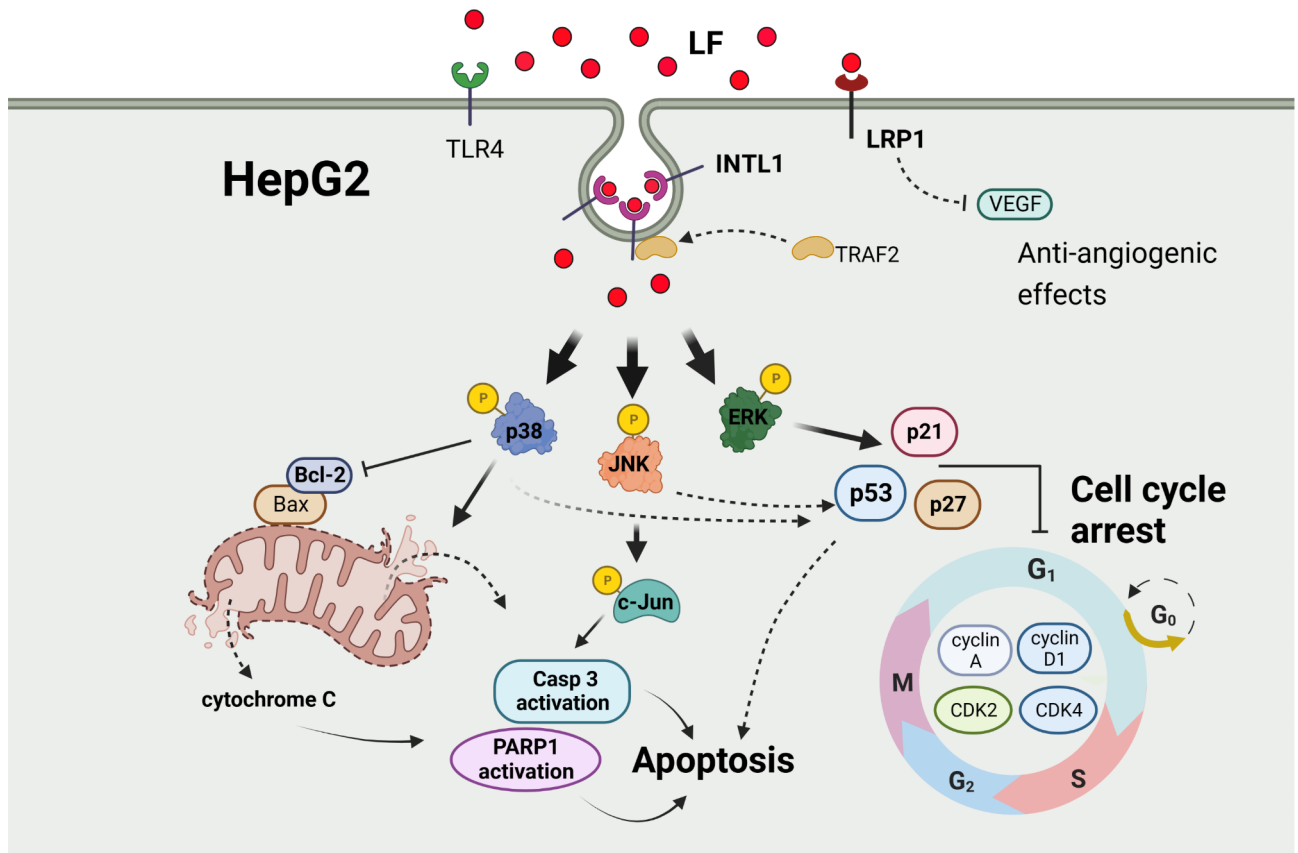 LF
TLR4
LRP1
HepG2
INTL1
VEGF
TRAF2
Anti-angiogenic
effects
P
P
P
p38
ERK
JNK
p21
Bcl-2
Bax
p53
p27
Cell cycle
arrest
G₁
P
c-Jun
G₀
cyclin
A
cyclin
D1
M
CDK2
CDK4
cytochrome C
Casp 3
activation
PARP1
activation
Apoptosis
G₂
S